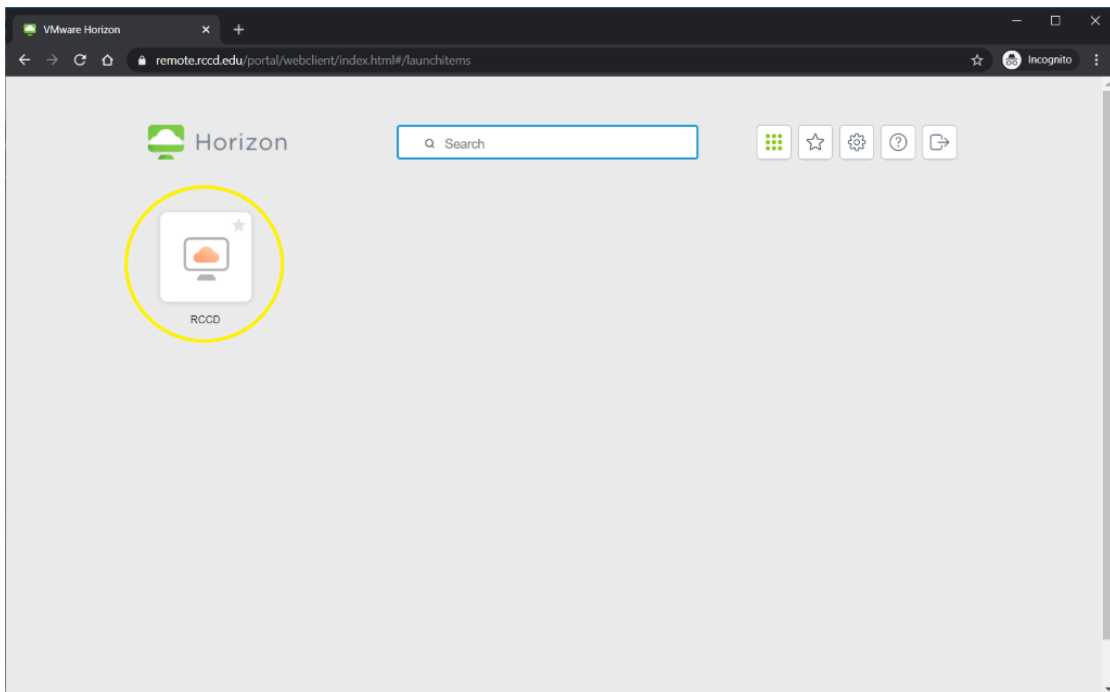 VMware Horizon
remote.rccd.edu/portal/webclient/index.html#/launchitems
Incognito
Horizon
Search
RCCD